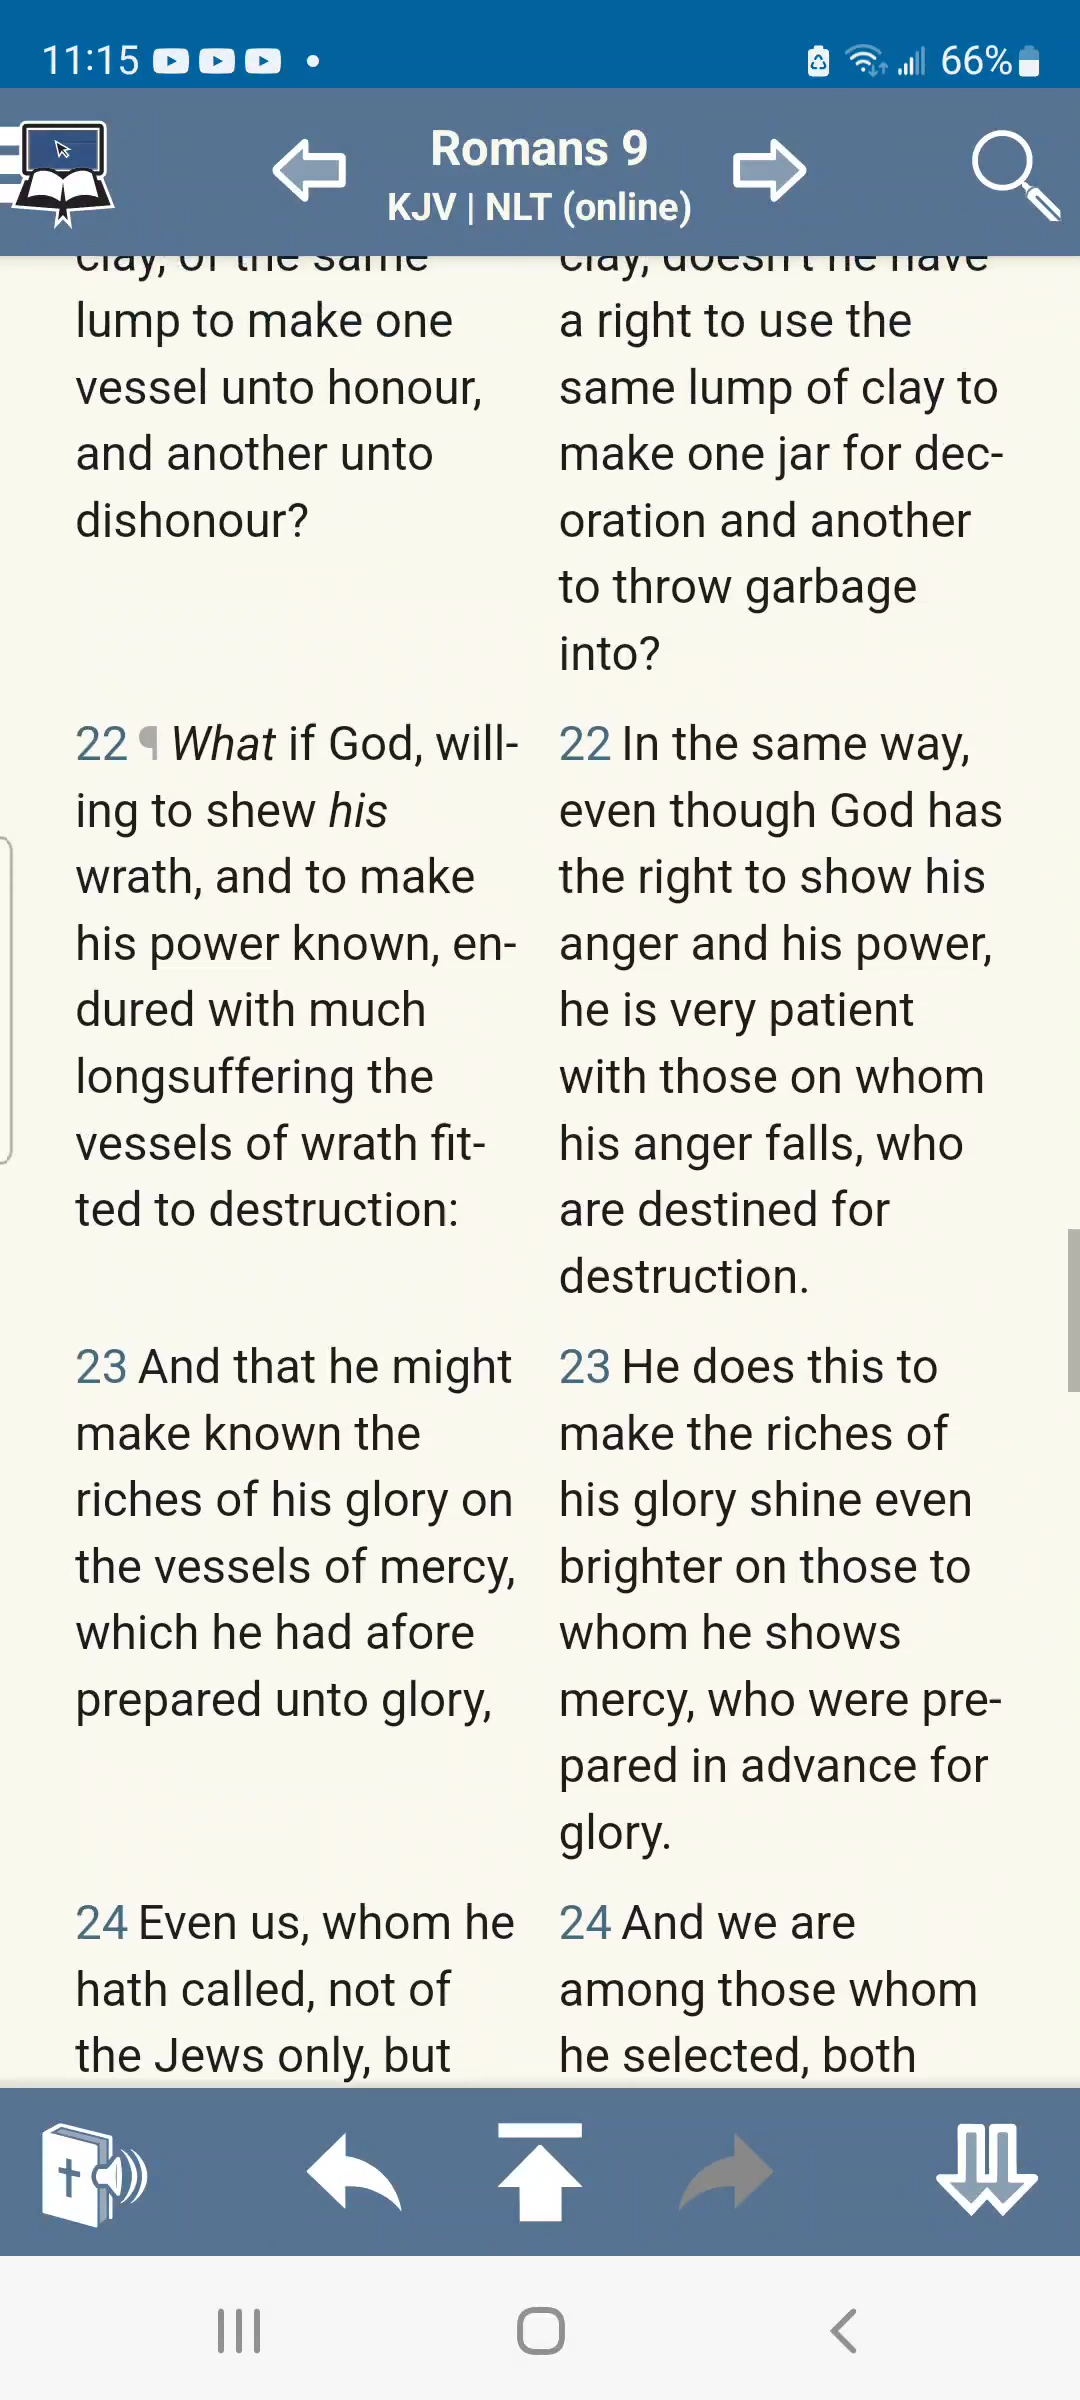 11:15
66%
Romans 9
KJV | NLT (online)
clay, of the same
lump to make one
vessel unto honour,
and another unto
dishonour?
22 ¶ What if God, will-
ing to shew his
wrath, and to make
his power known, en-
dured with much
longsuffering the
vessels of wrath fit-
ted to destruction:
23 And that he might
make known the
riches of his glory on
the vessels of mercy,
which he had afore
prepared unto glory,
24 Even us, whom he
hath called, not of
the Jews only, but
clay, doesn't he have
a right to use the
same lump of clay to
make one jar for dec-
oration and another
to throw garbage
into?
22 In the same way,
even though God has
the right to show his
anger and his power,
he is very patient
with those on whom
his anger falls, who
are destined for
destruction.
23 He does this to
make the riches of
his glory shine even
brighter on those to
whom he shows
mercy, who were pre-
pared in advance for
glory.
24 And we are
among those whom
he selected, both